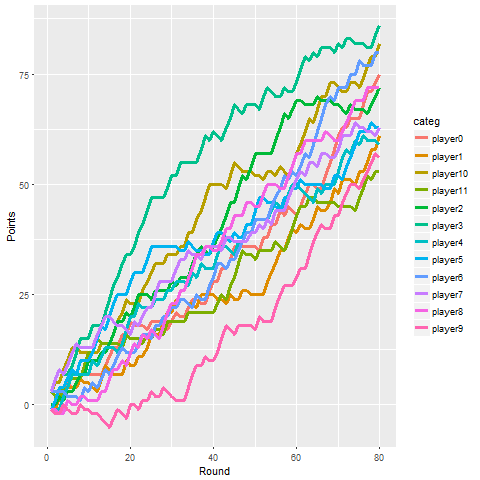 75
50
25
0
Points
0
20
40
60
80
Round
categ
player0
player1
player10
player11
player2
player3
player4
player5
player6
player7
player8
player9